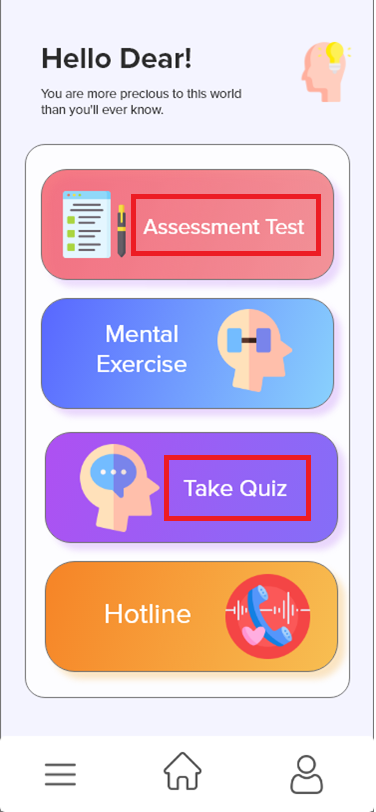 Hello Dear!
You are more precious to this world
than you'll ever know.
Assessment Test
Mental
Exercise
Take Quiz
Hotline